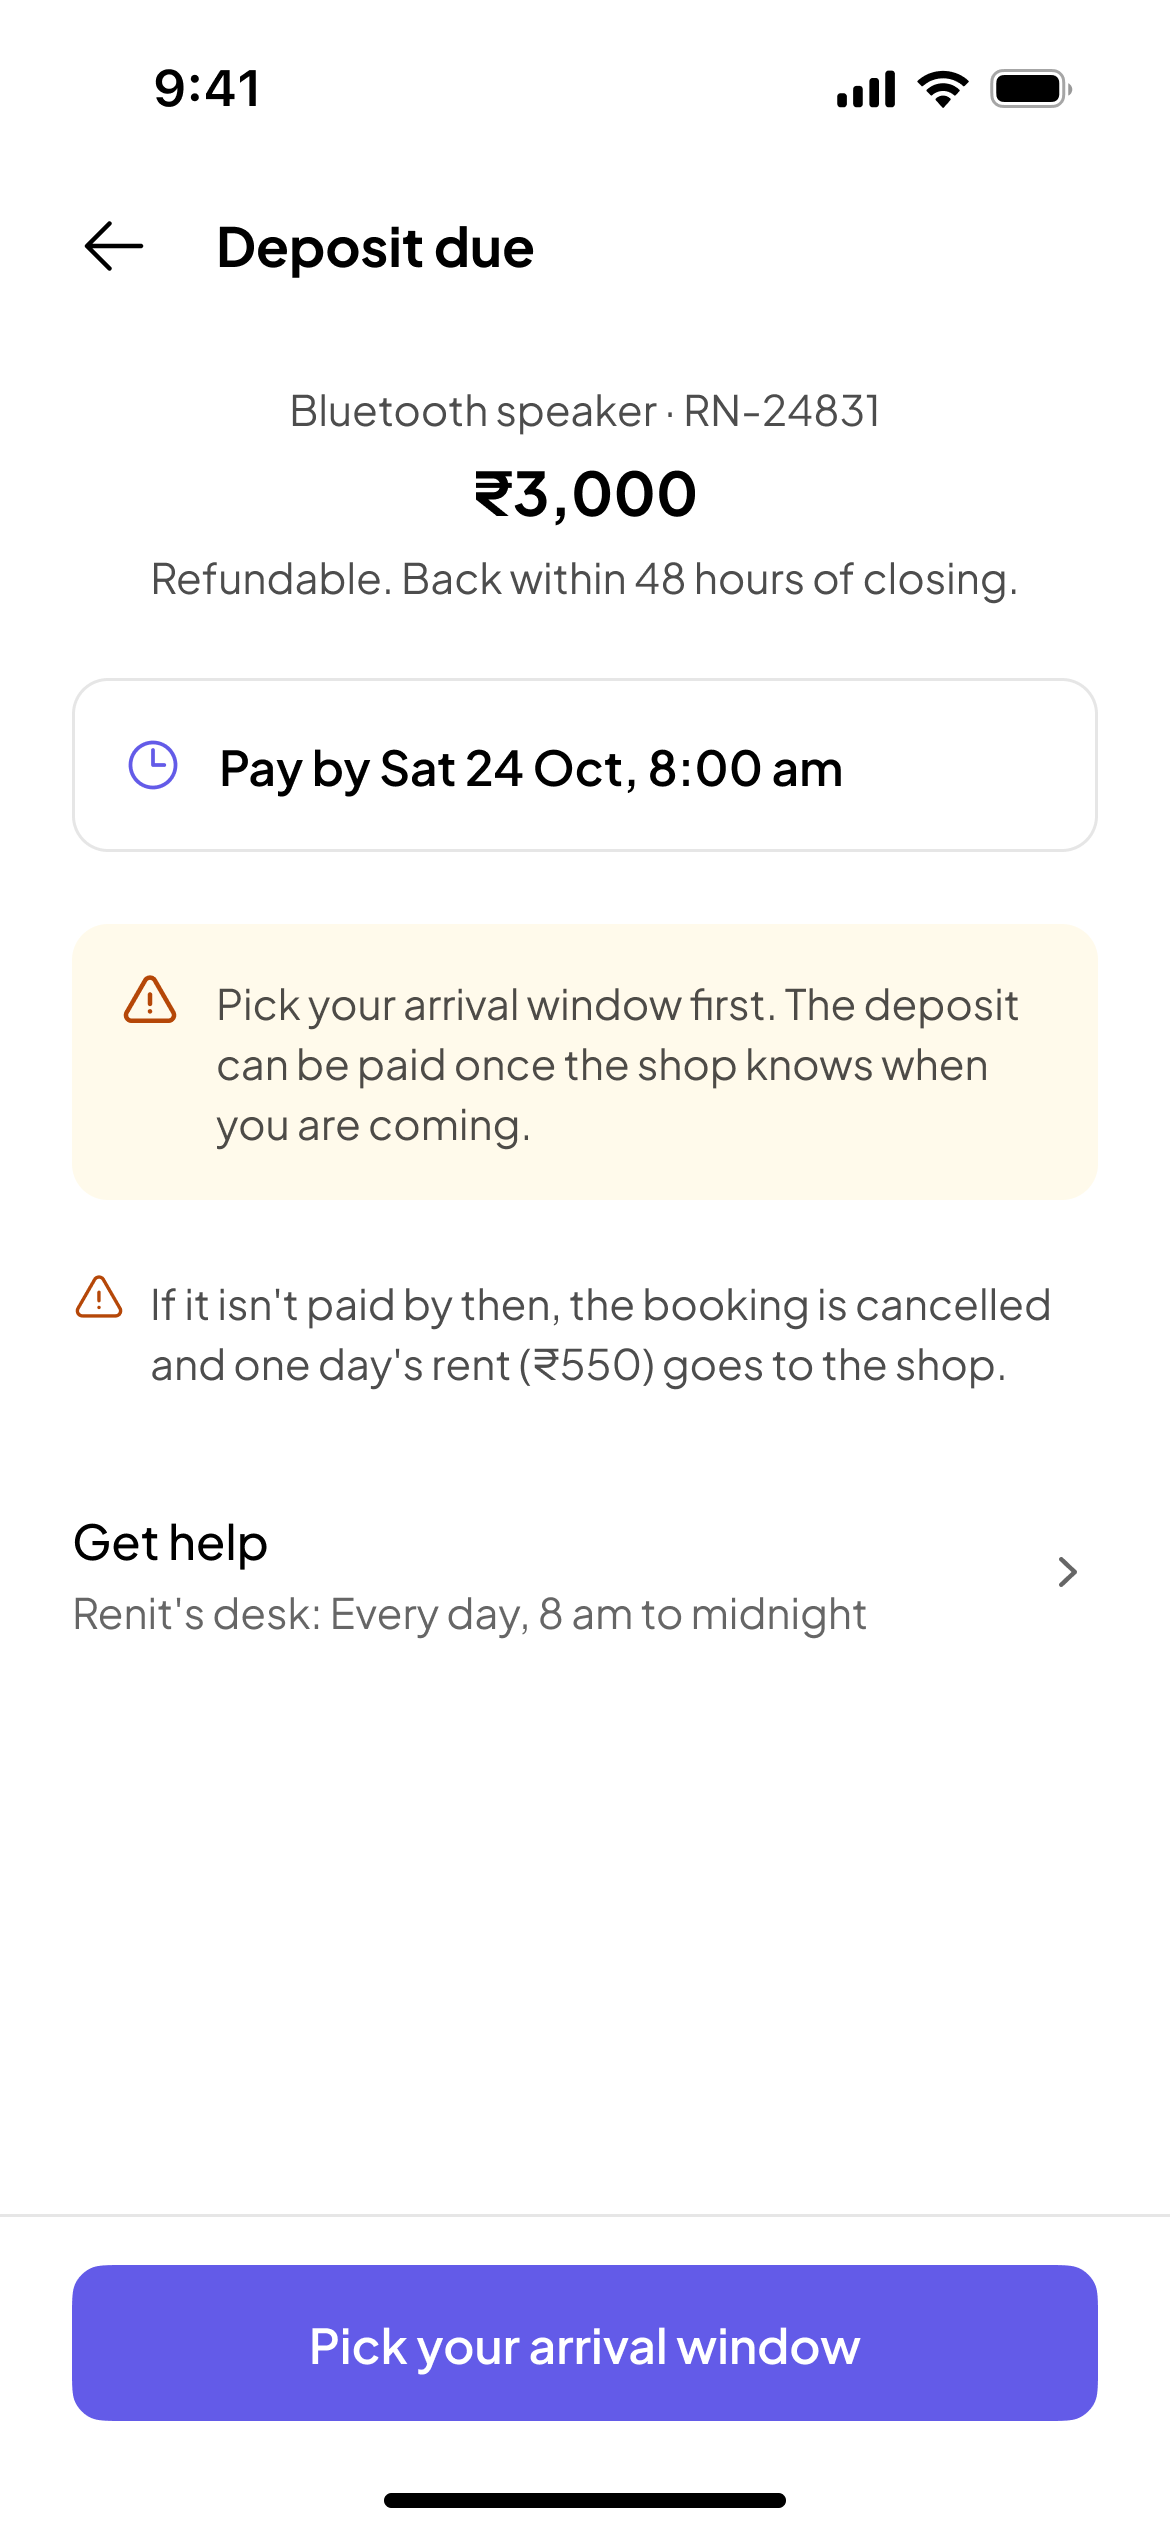 9:41
Deposit due
Bluetooth speaker · RN-24831
₹3,000
Refundable. Back within 48 hours of closing.
Pay by Sat 24 Oct, 8:00 am
Pick your arrival window first. The deposit
can be paid once the shop knows when
you are coming.
If it isn't paid by then, the booking is cancelled
and one day's rent (₹550) goes to the shop.
Get help
Renit's desk: Every day, 8 am to midnight
Pick your arrival window